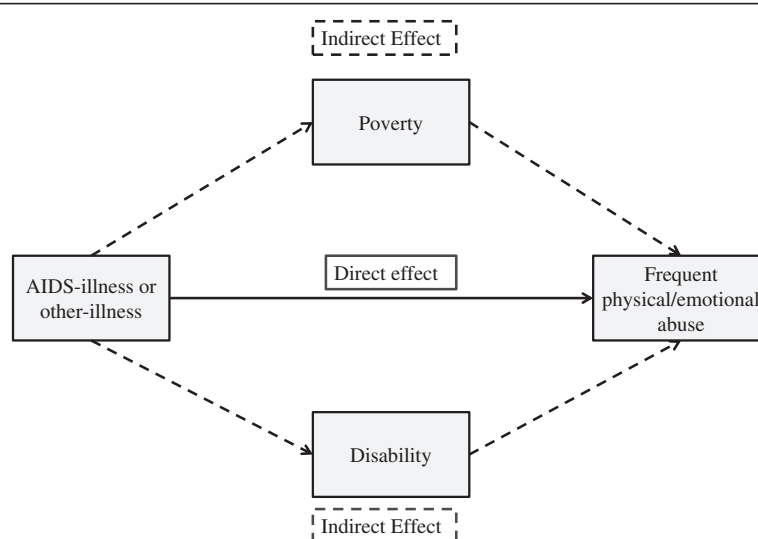 Indirect Effect
Poverty
Direct effect
AIDS-illness or
other-illness
Frequent
physical/emotional
abuse
Disability
Indirect Effect